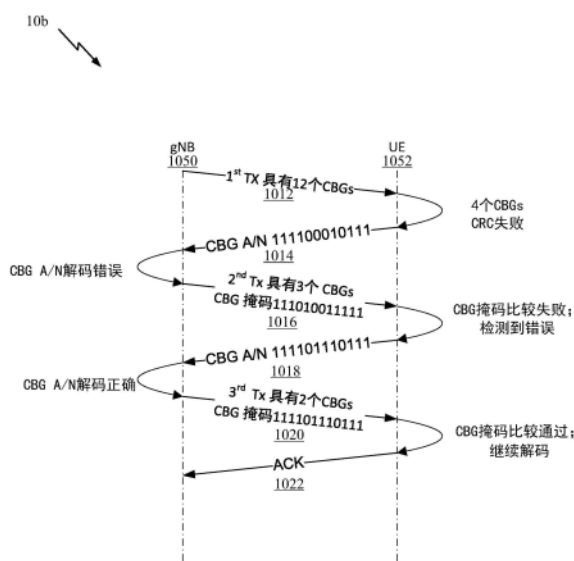 10b
gNB
1050
UE
1052
1st TX 具有12个CBGs
1012
4个CBGs
CRC失败
CBG A/N 111100010111
1014
CBG A/N解码错误
2nd Tx 具有3个 CBGs
CBG 掩码111010011111
1016
CBG掩码比较失败;
检测到错误
CBG A/N 111101110111
1018
CBG A/N解码正确
3rd Tx 具有2个CBGs
CBG 掩码111101110111
1020
CBG掩码比较通过;
继续解码
ACK
1022